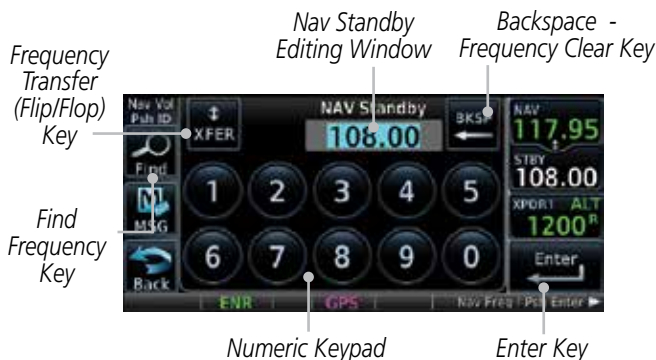 Nav Standby
Editing Window
Backspace -
Frequency Clear Key
Frequency
Transfer
(Flip/Flop)
Key
Nav Vol
Psh ID
XFER
NAV Standby
108.00
BKSP
NAV
117.95
Find
STBY
108.00
1
2
3
4
5
MSG
XPDR1 ALT
1200 R
Find
Frequency
Key
6
7
8
9
0
Back
Enter
ENR
GPS
Nav Freq
Psh Enter
Numeric Keypad
Enter Key